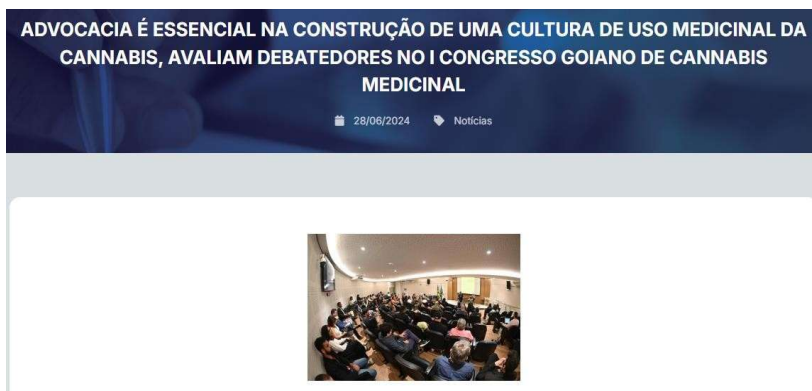 ADVOCACIA É ESSENCIAL NA CONSTRUÇÃO DE UMA CULTURA DE USO MEDICINAL DA
CANNABIS, AVALIAM DEBATEDORES NO I CONGRESSO GOIANO DE CANNABIS
MEDICINAL
28/06/2024 Notícias